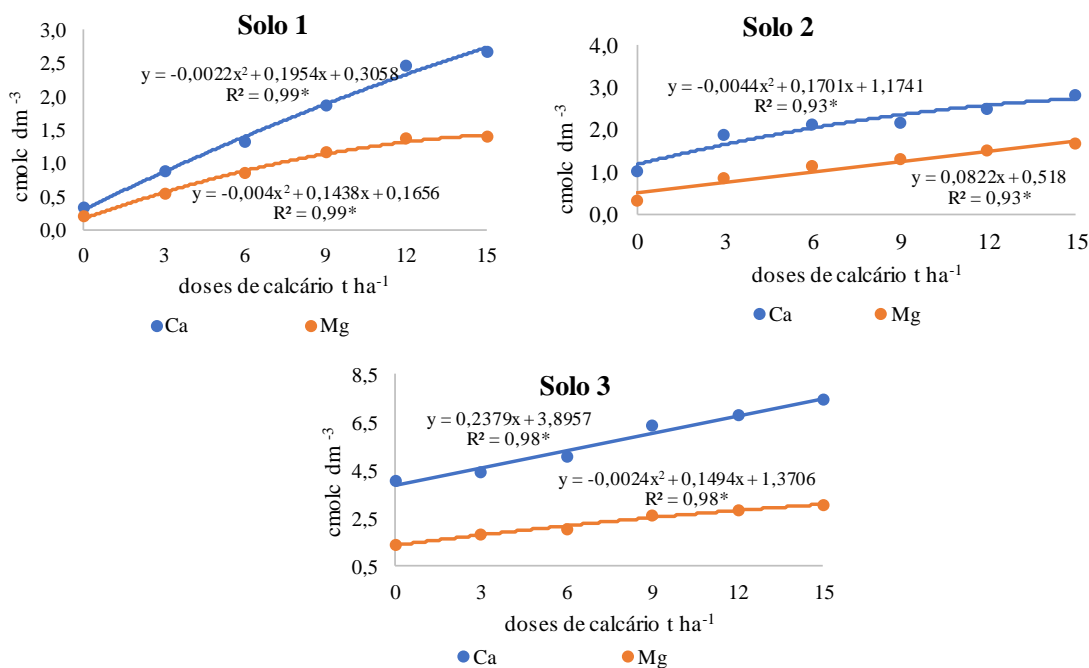 Solo 1
3,0
2,5
2,0
1,5
1,0
0,5
0,0
cmolc dm⁻³
y = -0,0022x² + 0,1954x + 0,3058
R² = 0,99*
y = -0,004x² + 0,1438x + 0,1656
R² = 0,99*
0 3 6 9 12 15
doses de calcário t ha⁻¹
Ca Mg
Solo 2
4,0
3,0
2,0
1,0
0,0
cmolc dm⁻³
y = -0,0044x² + 0,1701x + 1,1741
R² = 0,93*
0,0822x + 0,518
R² = 0,93*
0 3 6 9 12 15
doses de calcário t ha⁻¹
Ca Mg
Solo 3
8,5
6,5
4,5
2,5
0,5
cmolc dm⁻³
y = 0,2379x + 3,8957
R² = 0,98*
y = -0,0024x² + 0,1494x + 1,3706
R² = 0,98*
0 3 6 9 12 15
doses de calcário t ha⁻¹
Ca Mg